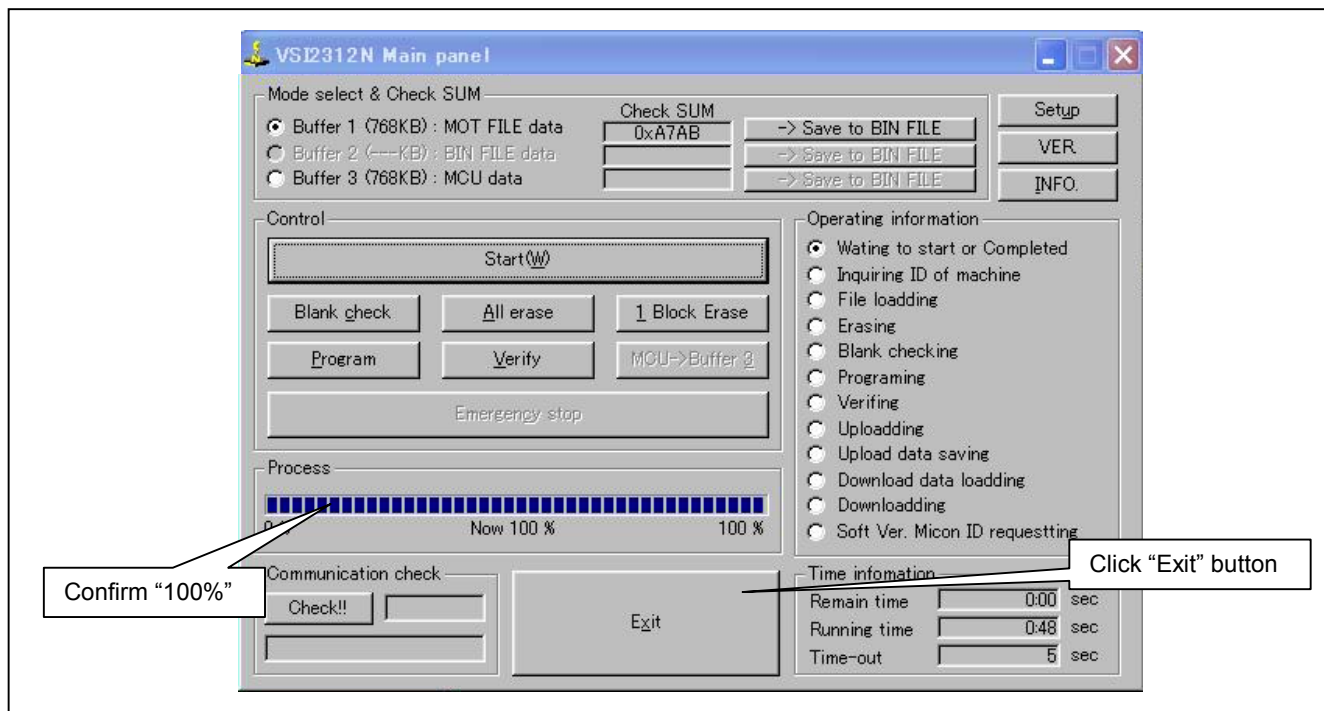 VSI2312N Main panel
Mode select & Check SUM
Check SUM
Buffer 1 (768KB) : MOT FILE data
0xA7AB
-> Save to BIN FILE
Buffer 2 (---KB) : BIN FILE data
-> Save to BIN FILE
Buffer 3 (768KB) : MCU data
-> Save to BIN FILE
Setup
VER.
INFO.
Control
Start(W)
Blank check
All erase
1 Block Erase
Program
Verify
MCU->Buffer 3
Emergency stop
Operating information
Wating to start or Completed
Inquiring ID of machine
File loadding
Erasing
Blank checking
Programing
Verifing
Uploadding
Upload data saving
Download data loadding
Downloadding
Soft Ver. Micon ID requestting
Process
Now 100 %
100 %
Confirm “100%”
Click “Exit” button
Communication check
Check!!
Exit
Time infomation
Remain time 0:00 sec
Running time 0:48 sec
Time-out 5 sec